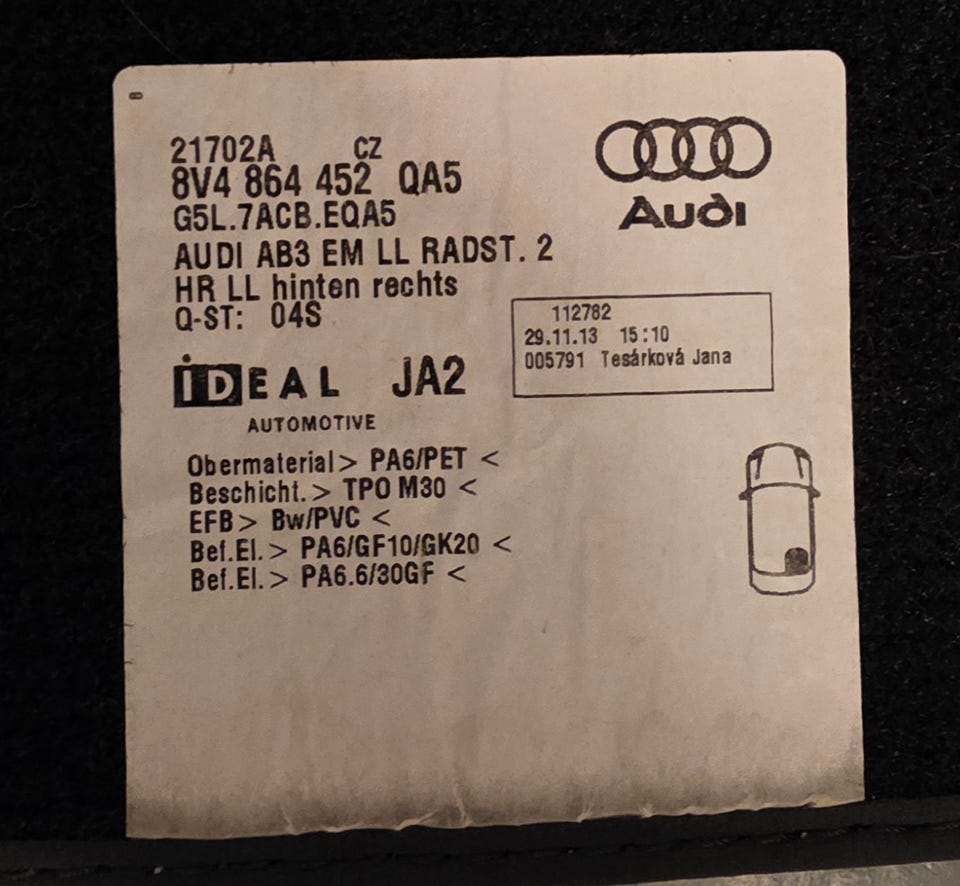 21702A CZ
8V4 864 452 QA5
G5L.7ACB.EQA5
AUDI AB3 EM LL RADST. 2
HR LL hinten rechts
Q-ST: 04S
Audi
112782
29.11.13 15:10
005791 Tesárková Jana
iDEAL JA2
AUTOMOTIVE
Obermaterial> PA6/PET <
Beschicht.> TPO M30 <
EFB> Bw/PVC <
Bef.El.> PA6/GF10/GK20 <
Bef.El.> PA6.6/30GF <